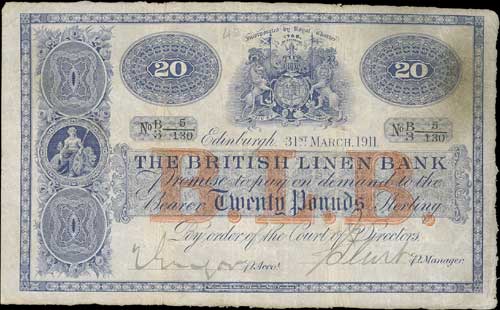 Incorporated by Royal Charter
1746.
20 20
No B/3 5/130 No B/3 5/130
Edinburgh, 31ST MARCH, 1911.
THE BRITISH LINEN BANK
Promise to pay on demand to the
Bearer Twenty Pounds Sterling
B.L.B.
By order of the Court of Directors.
P. Acct. P. Manager.